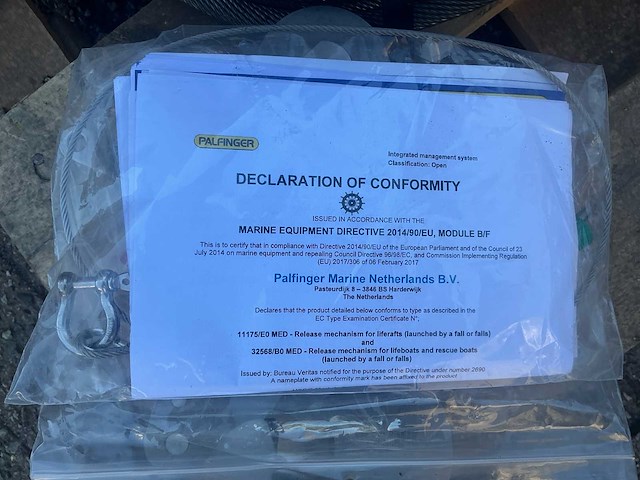 PALFINGER
Integrated management system
Classification: Open
DECLARATION OF CONFORMITY
ISSUED IN ACCORDANCE WITH THE
MARINE EQUIPMENT DIRECTIVE 2014/90/EU, MODULE B/F
This is to certify that in compliance with Directive 2014/90/EU of the European Parliament and of the Council of 23
July 2014 on marine equipment and repealing Council Directive 96/98/EC, and Commission Implementing Regulation
(EU) 2017/306 of 06 February 2017
Palfinger Marine Netherlands B.V.
Pasteurdijk 8 – 3846 BS Harderwijk
The Netherlands
Declares that the product detailed below conforms to type as described in the
EC Type Examination Certificate N°,
11175/E0 MED - Release mechanism for liferafts (launched by a fall or falls)
and
32568/B0 MED - Release mechanism for lifeboats and rescue boats
(launched by a fall or falls)
Issued by: Bureau Veritas notified for the purpose of the Directive under number 2690
A nameplate with conformity mark has been affixed to the product